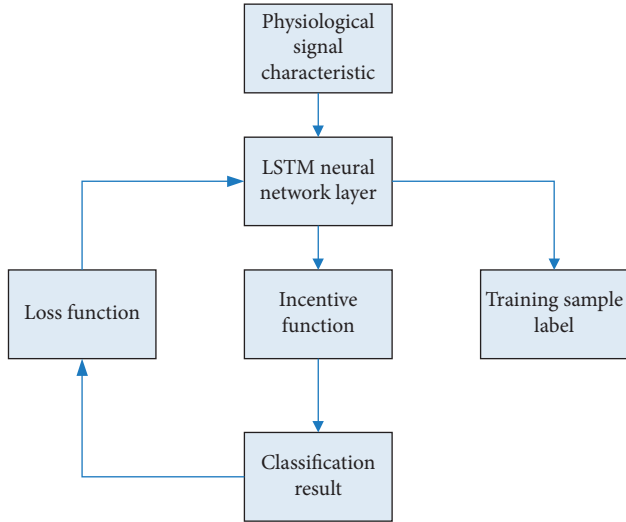 Physiological
signal
characteristic
LSTM neural
network layer
Loss function
Incentive
function
Training sample
label
Classification
result